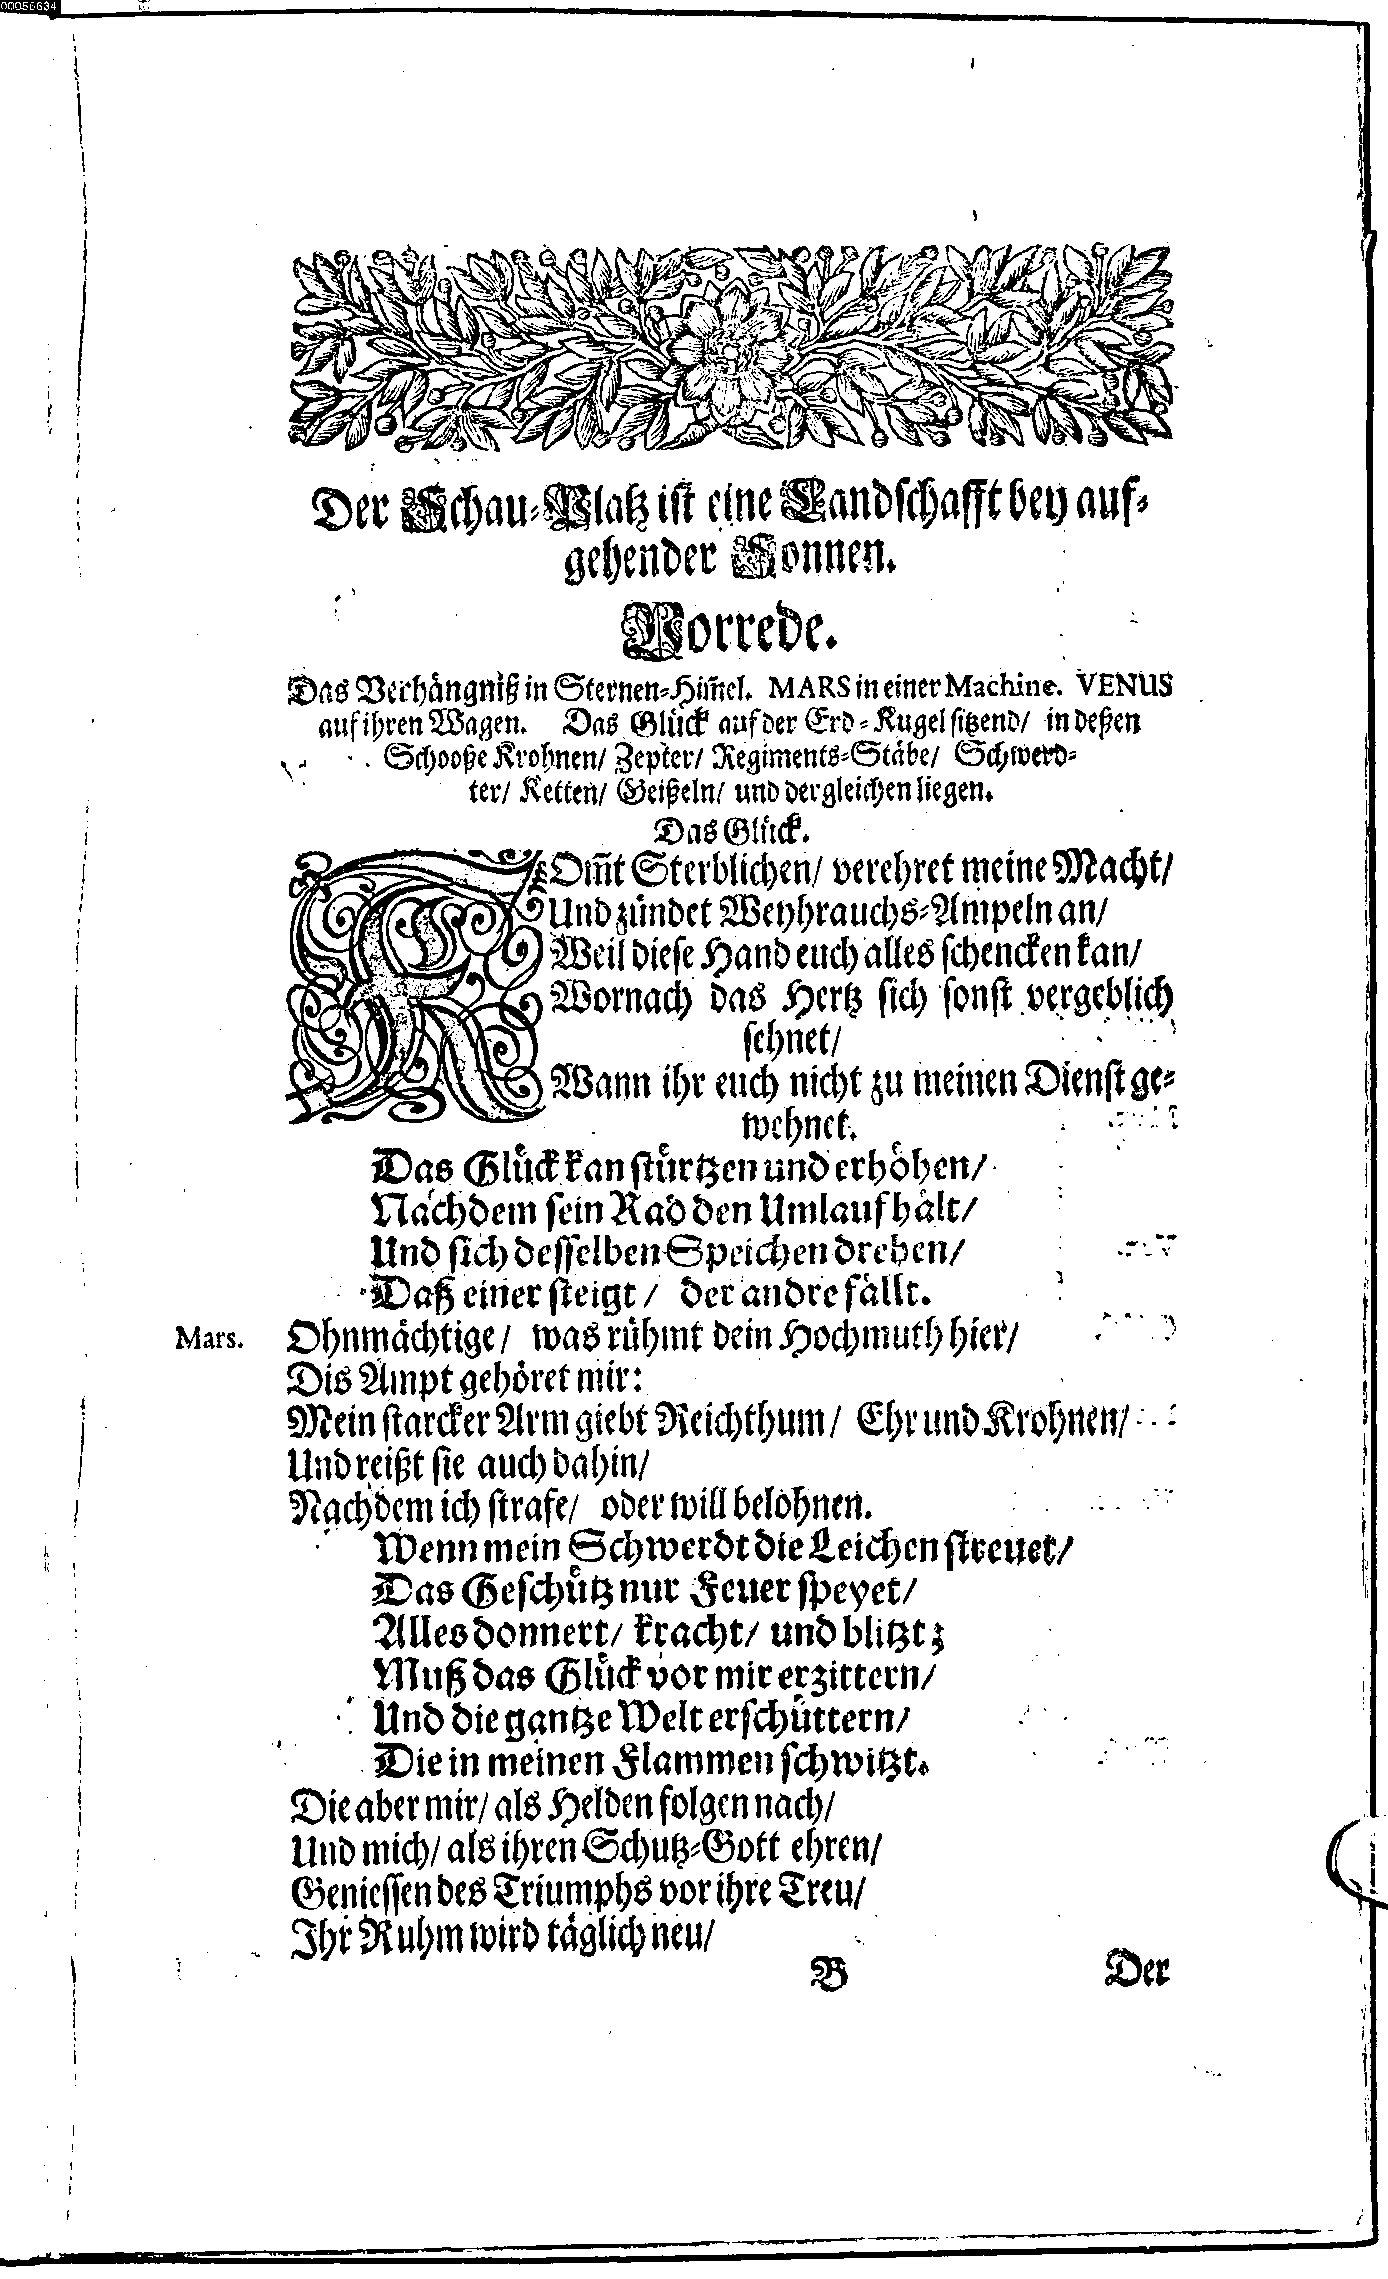 00056634
Der Schau-Platz ist eine Landschafft bey auf-
gehender Sonnen.
Vorrede.
Das Verhängniß in Sternen-Him̃el. MARS in einer Machine. VENUS
auf ihren Wagen. Das Glück auf der Erd-Kugel sitzend/ in deßen
Schooße Krohnen/ Zepter/ Regiments-Stäbe/ Schwerd-
ter/ Ketten/ Geißeln/ und dergleichen liegen.
Das Glück.
KOm̃t Sterblichen/ verehret meine Macht/
Und zündet Weyhrauchs-Ampeln an/
Weil diese Hand euch alles schencken kan/
Wornach das Hertz sich sonst vergeblich
sehnet/
Wann ihr euch nicht zu meinen Dienst ge-
wehnet.
Das Glück kan stürtzen und erhöhen/
Nachdem sein Rad den Umlauf hält/
Und sich desselben Speichen drehen/
Daß einer steigt/ der andre fällt.
Mars. Ohnmächtige/ was rühmt dein Hochmuth hier/
Dis Ampt gehöret mir:
Mein starcker Arm giebt Reichthum/ Ehr und Krohnen/
Und reißt sie auch dahin/
Nachdem ich strafe/ oder will belohnen.
Wenn mein Schwerdt die Leichen streuet/
Das Geschütz nur Feuer speyet/
Alles donnert/ kracht/ und blitzt;
Muß das Glück vor mir erzittern/
Und die gantze Welt erschüttern/
Die in meinen Flammen schwitzt.
Die aber mir/ als Helden folgen nach/
Und mich/ als ihren Schutz-Gott ehren/
Geniessen des Triumphs vor ihre Treu/
Ihr Ruhm wird täglich neu/
B Der